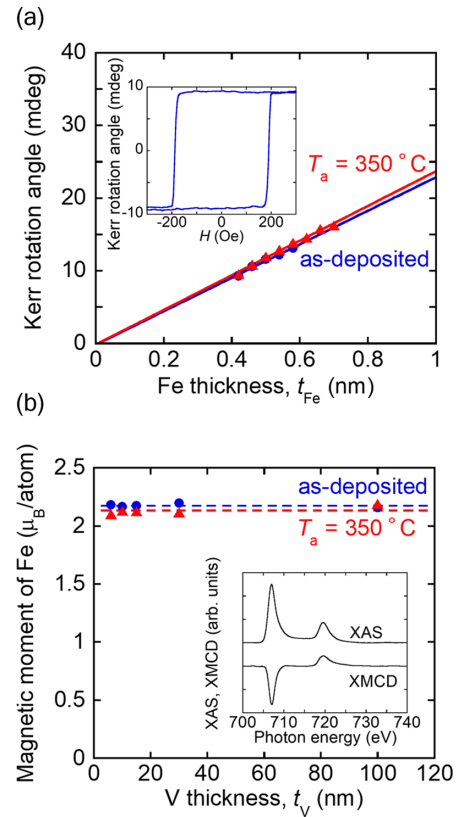 (a)
40
30
20
10
0
Kerr rotation angle (mdeg)
10
0
-10
Kerr rotation angle (mdeg)
-200
0
200
H (Oe)
Tₐ = 350 °C
as-deposited
0
0.2
0.4
0.6
0.8
1
Fe thickness, t_Fe (nm)
(b)
2.5
2
1.5
1
0.5
0
Magnetic moment of Fe (μ_B/atom)
as-deposited
Tₐ = 350 °C
XAS, XMCD (arb. units)
XAS
XMCD
700
710
720
730
740
Photon energy (eV)
0
20
40
60
80
100
120
V thickness, t_V (nm)